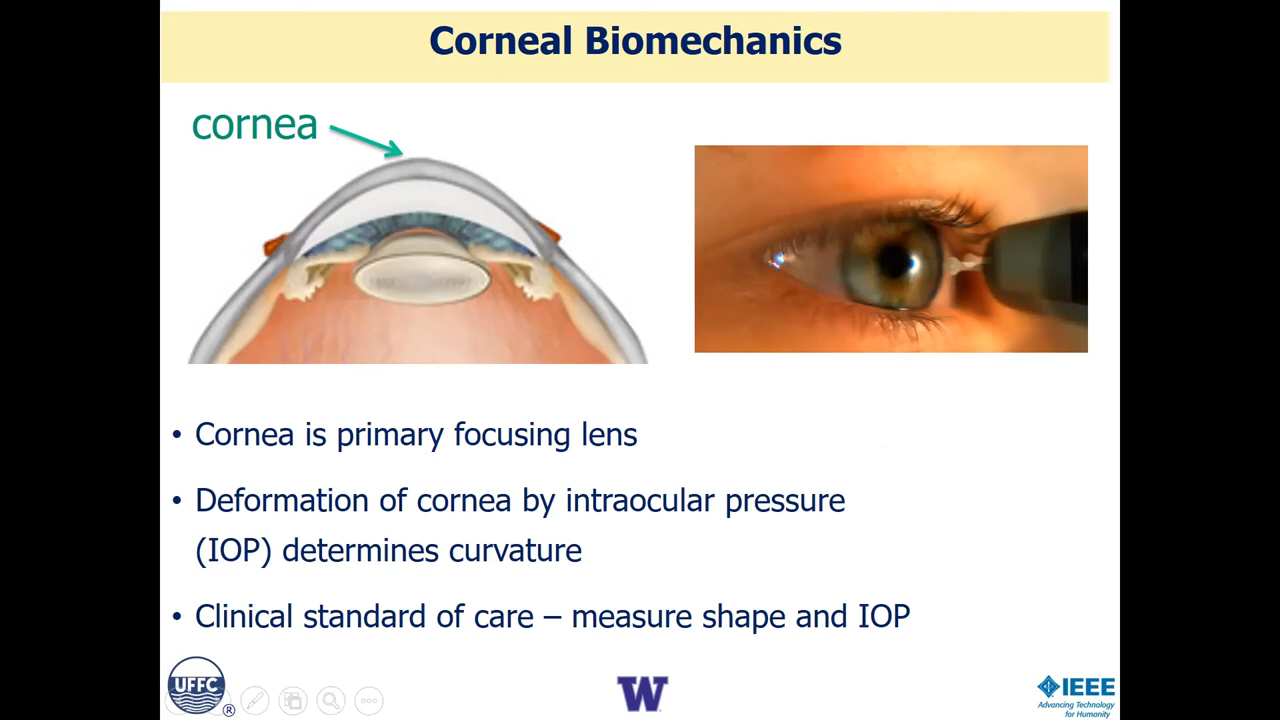 Corneal Biomechanics
cornea
• Cornea is primary focusing lens
• Deformation of cornea by intraocular pressure
(IOP) determines curvature
• Clinical standard of care – measure shape and IOP
UFFC
®
W
IEEE
Advancing Technology
for Humanity